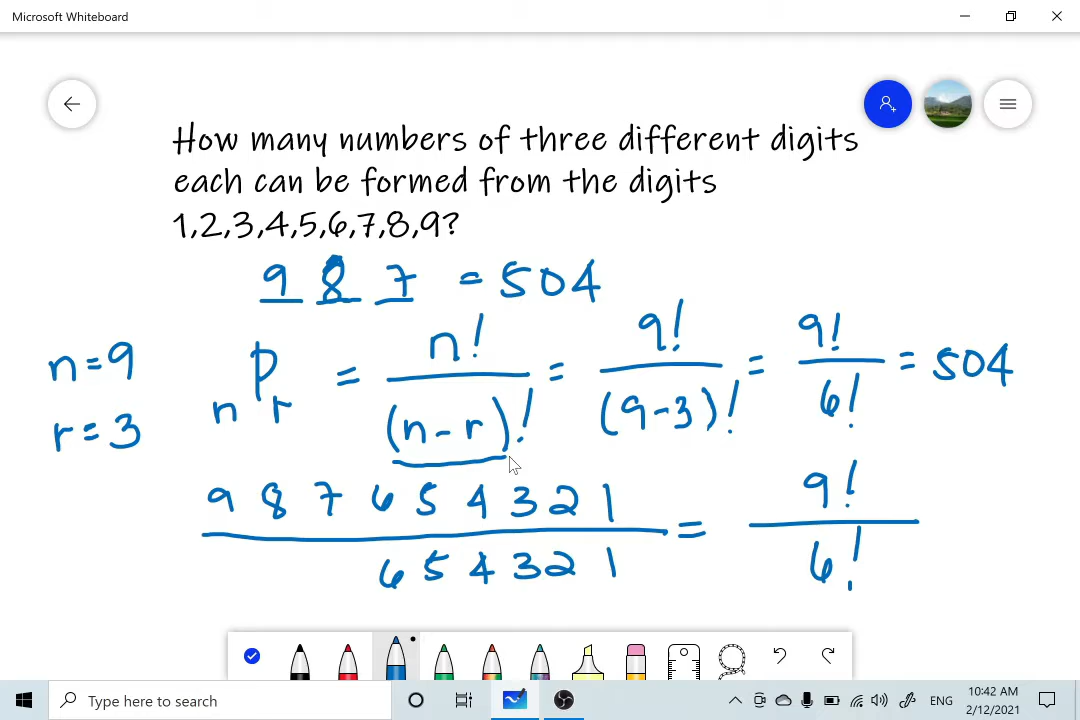 Microsoft Whiteboard
How many numbers of three different digits
each can be formed from the digits
1,2,3,4,5,6,7,8,9?
9 8 7 = 504
n=9
r=3
nPr = n!/(n-r)! = 9!/(9-3)! = 9!/6! = 504
9 8 7 6 5 4 3 2 1 / 6 5 4 3 2 1 = 9!/6!
Type here to search
ENG
10:42 AM
2/12/2021